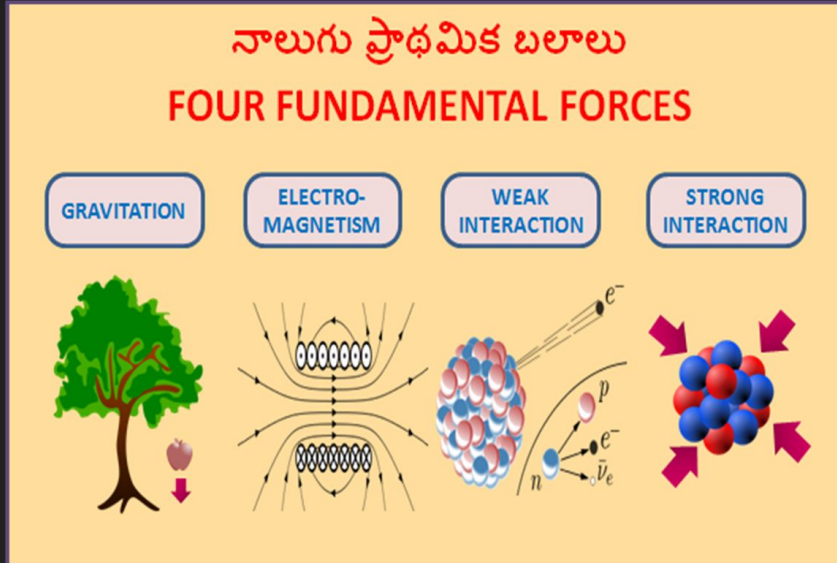 నాలుగు ప్రాథమిక బలాలు
FOUR FUNDAMENTAL FORCES
GRAVITATION
ELECTRO-
MAGNETISM
WEAK
INTERACTION
STRONG
INTERACTION
e⁻
p
e⁻
n
ν̄ₑ